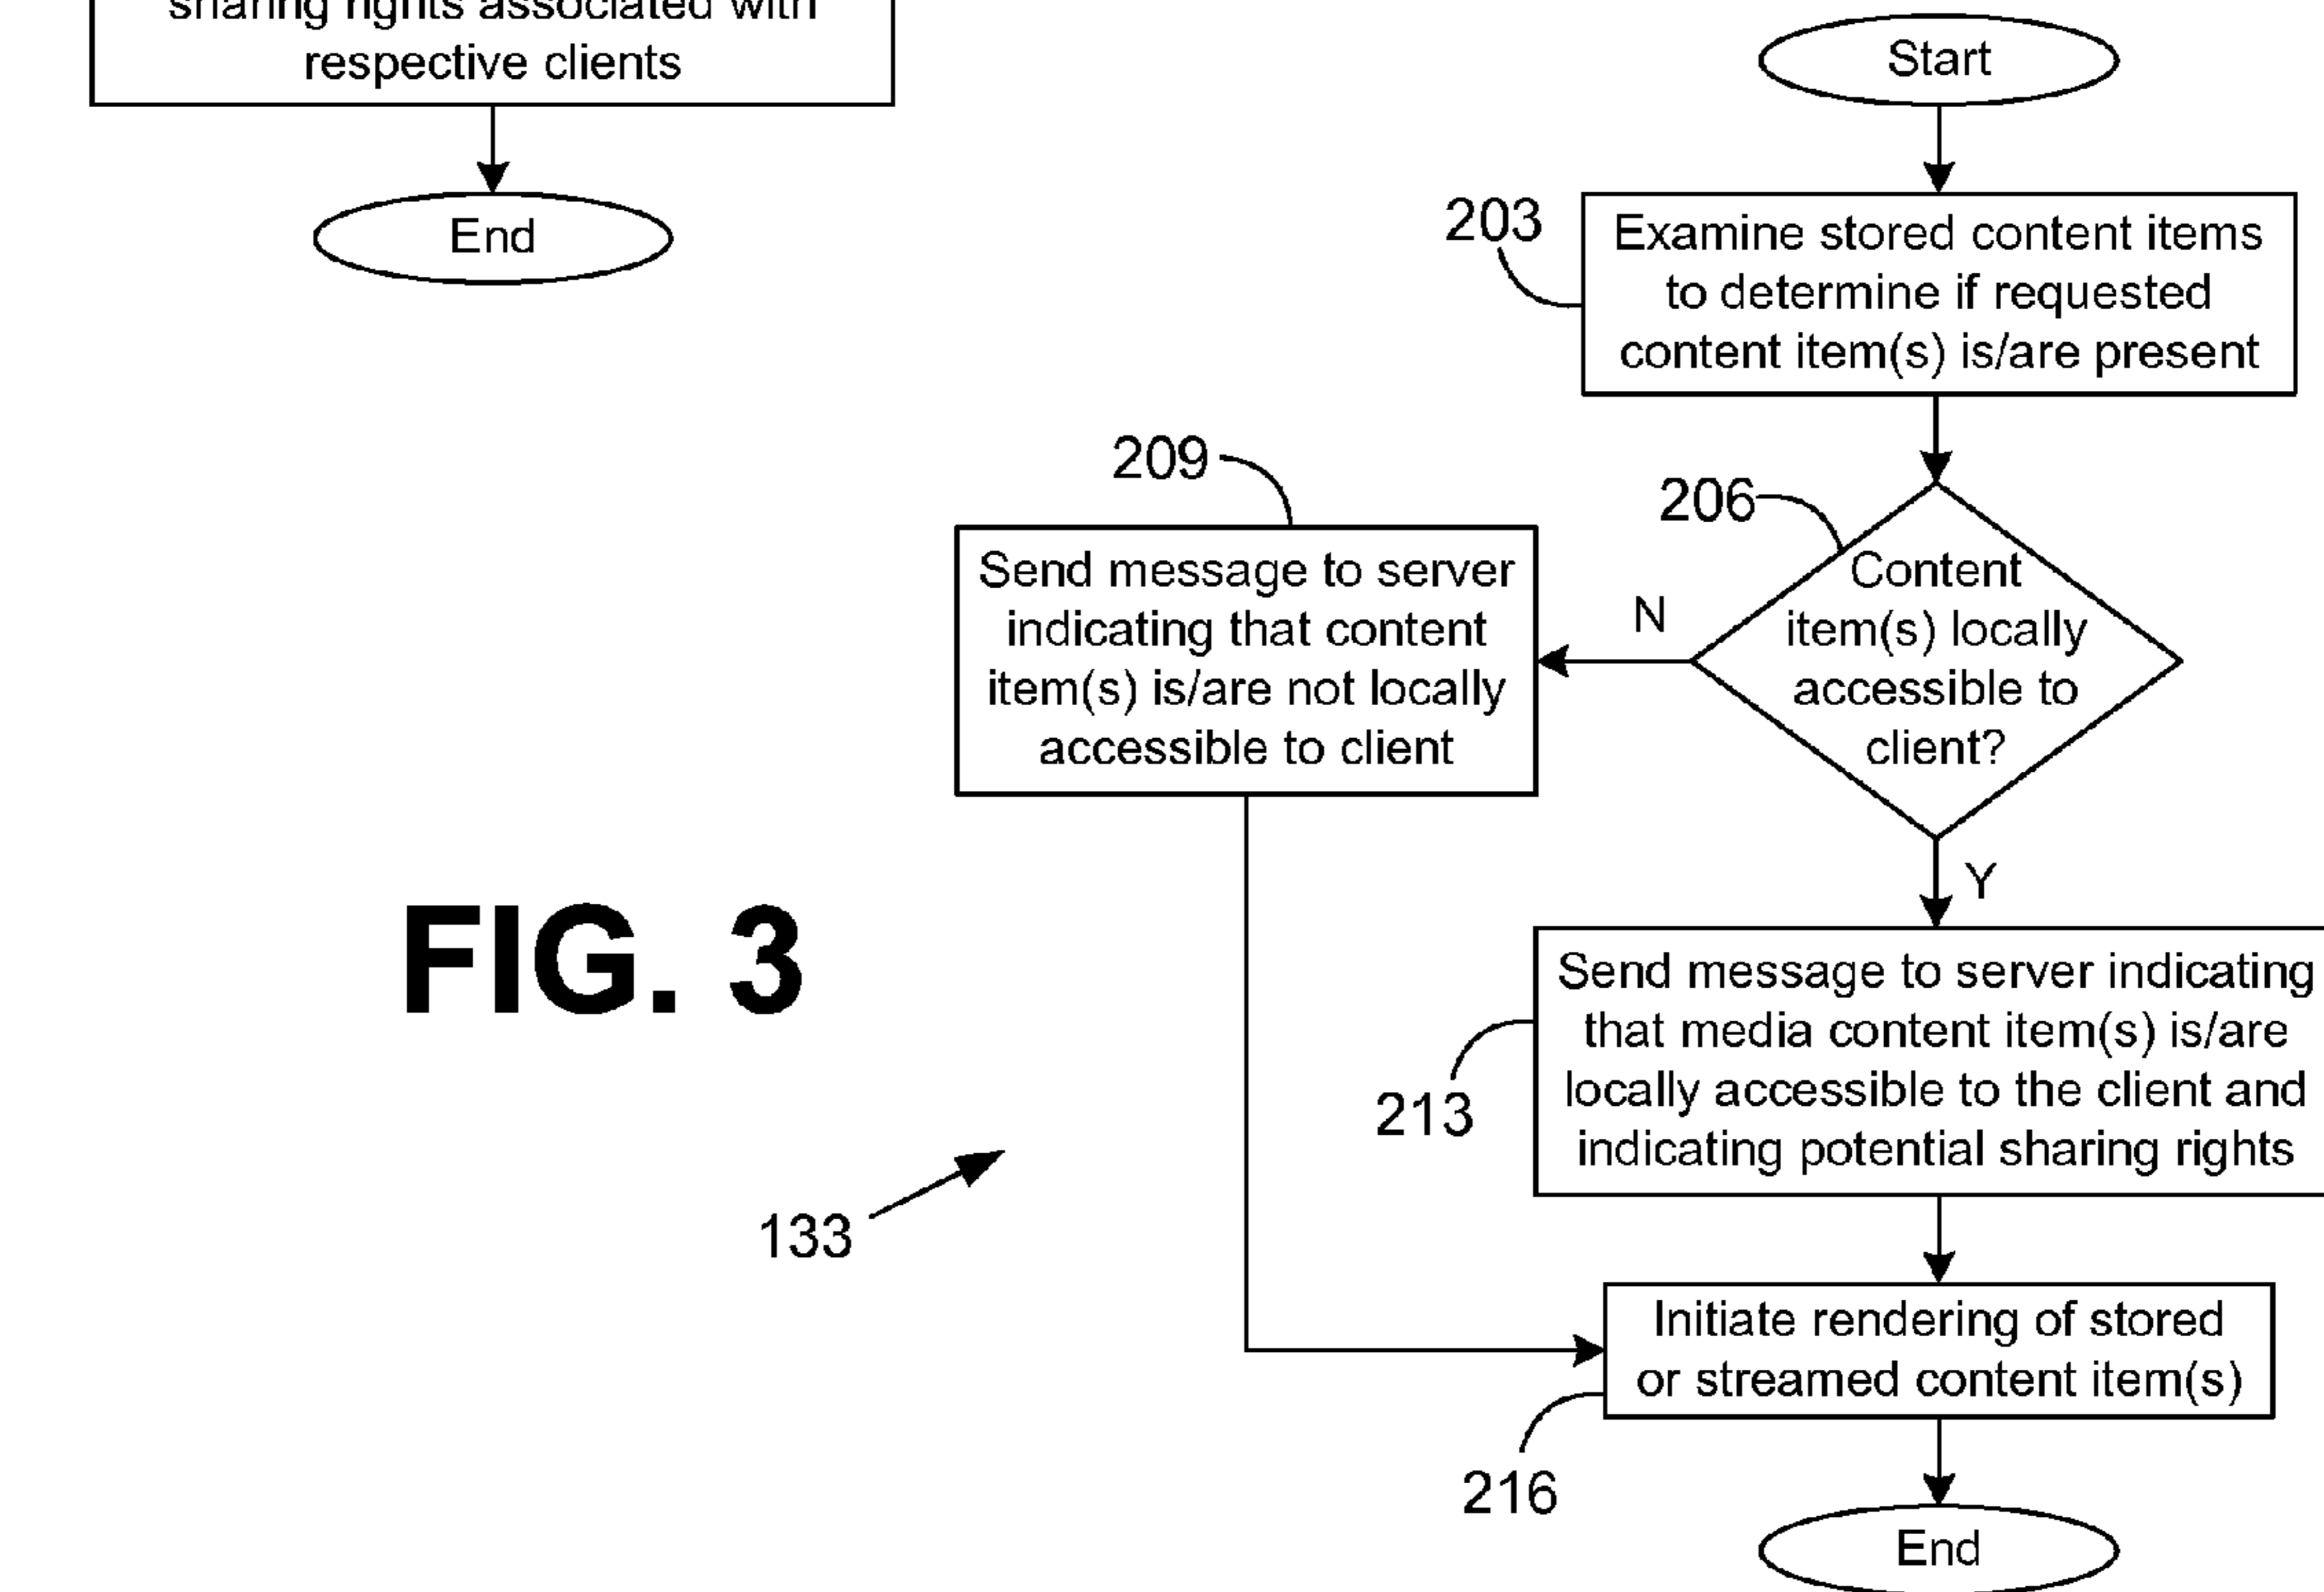 sharing rights associated with
respective clients
End
Start
203
Examine stored content items
to determine if requested
content item(s) is/are present
206
Content
item(s) locally
accessible to
client?
N
209
Send message to server
indicating that content
item(s) is/are not locally
accessible to client
Y
213
Send message to server indicating
that media content item(s) is/are
locally accessible to the client and
indicating potential sharing rights
216
Initiate rendering of stored
or streamed content item(s)
End
FIG. 3
133